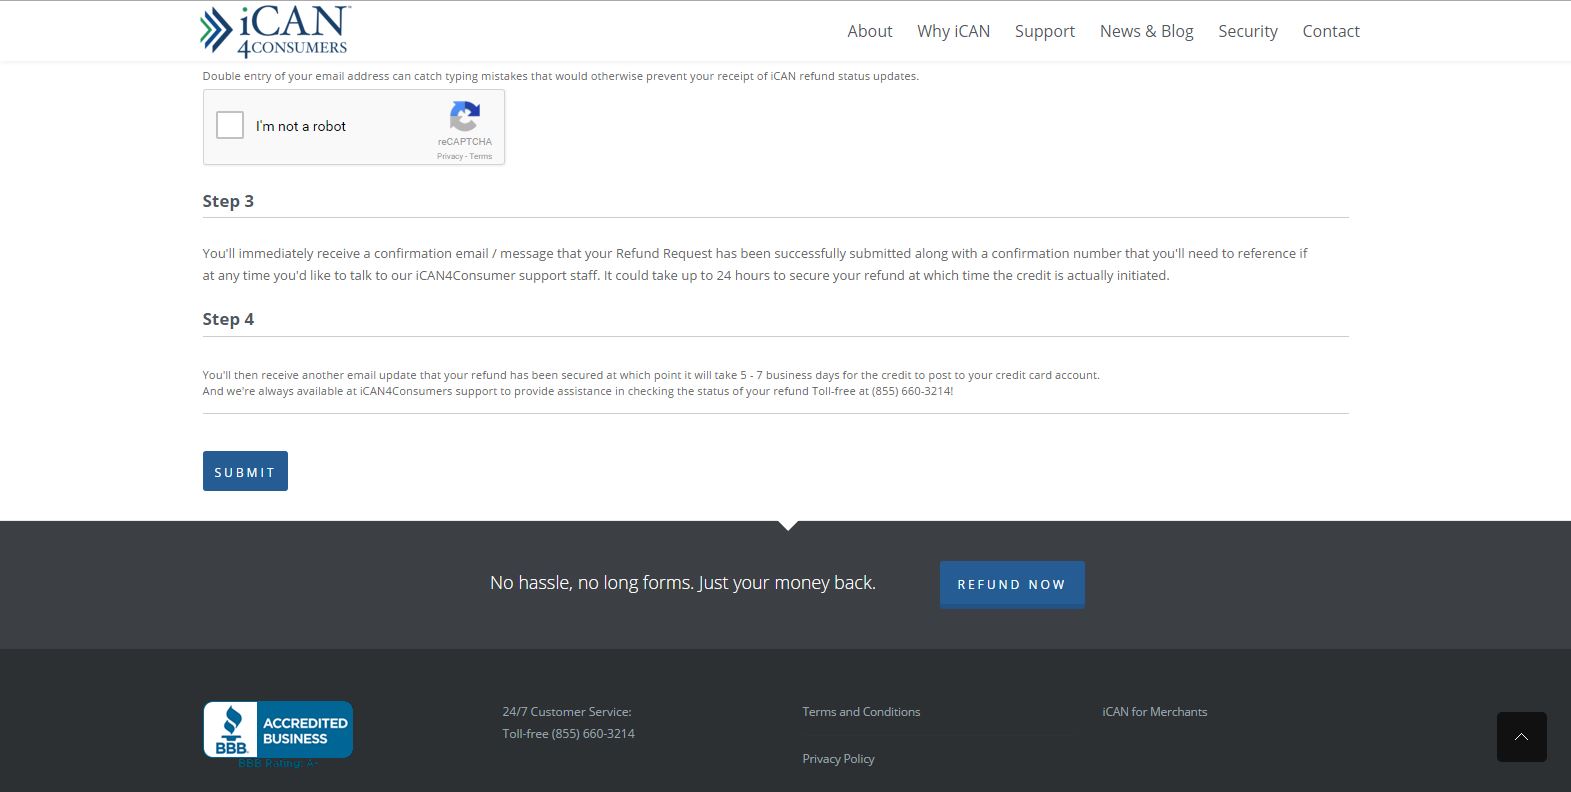 iCAN™
4CONSUMERS
About
Why iCAN
Support
News & Blog
Security
Contact
Double entry of your email address can catch typing mistakes that would otherwise prevent your receipt of iCAN refund status updates.
I'm not a robot
reCAPTCHA
Privacy - Terms
Step 3
You'll immediately receive a confirmation email / message that your Refund Request has been successfully submitted along with a confirmation number that you'll need to reference if
at any time you'd like to talk to our iCAN4Consumer support staff. It could take up to 24 hours to secure your refund at which time the credit is actually initiated.
Step 4
You'll then receive another email update that your refund has been secured at which point it will take 5 - 7 business days for the credit to post to your credit card account.
And we're always available at iCAN4Consumers support to provide assistance in checking the status of your refund Toll-free at (855) 660-3214!
SUBMIT
No hassle, no long forms. Just your money back.
REFUND NOW
BBB
ACCREDITED
BUSINESS
BBB Rating: A-
24/7 Customer Service:
Toll-free (855) 660-3214
Terms and Conditions
Privacy Policy
iCAN for Merchants